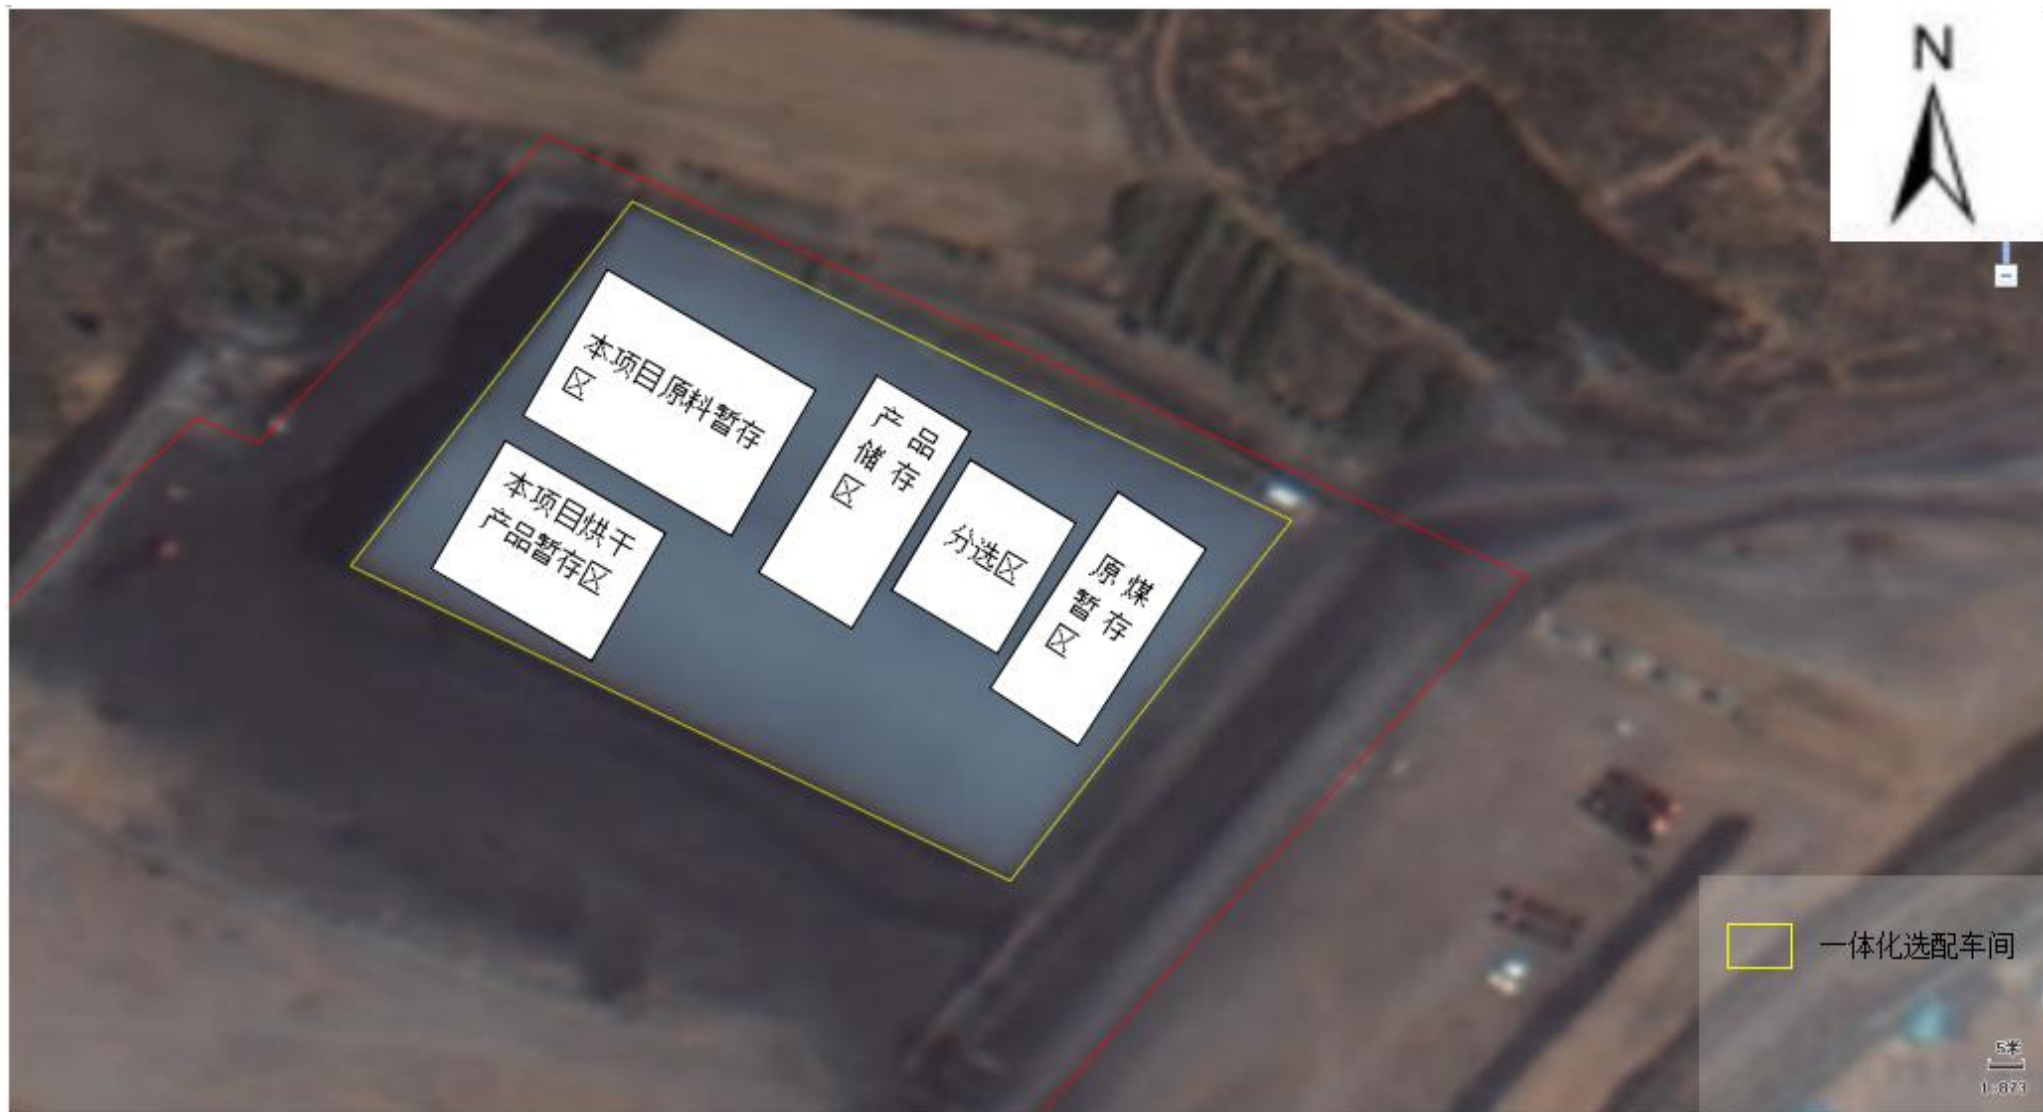 N
本项目原料暂存
区
产品
储存
区
本项目烘干
产品暂存区
分选区
原煤
暂存
区
一体化选配车间
5米
1:873